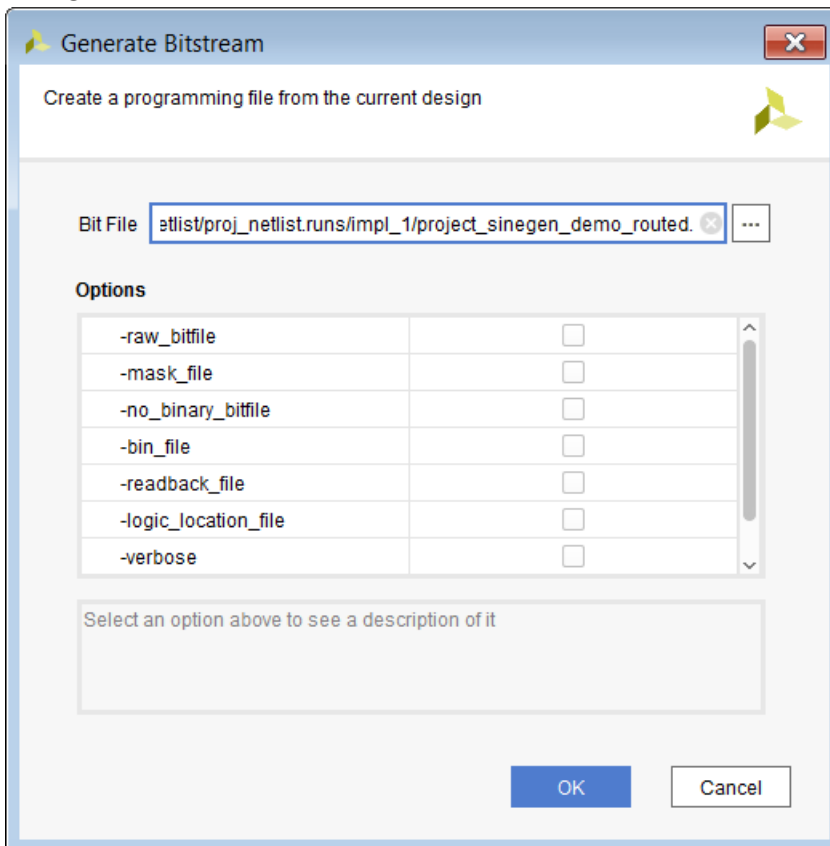 Generate Bitstream
Create a programming file from the current design
Bit File etlist/proj_netlist.runs/impl_1/project_sinegen_demo_routed. ...
Options
-raw_bitfile
-mask_file
-no_binary_bitfile
-bin_file
-readback_file
-logic_location_file
-verbose
Select an option above to see a description of it
OK Cancel